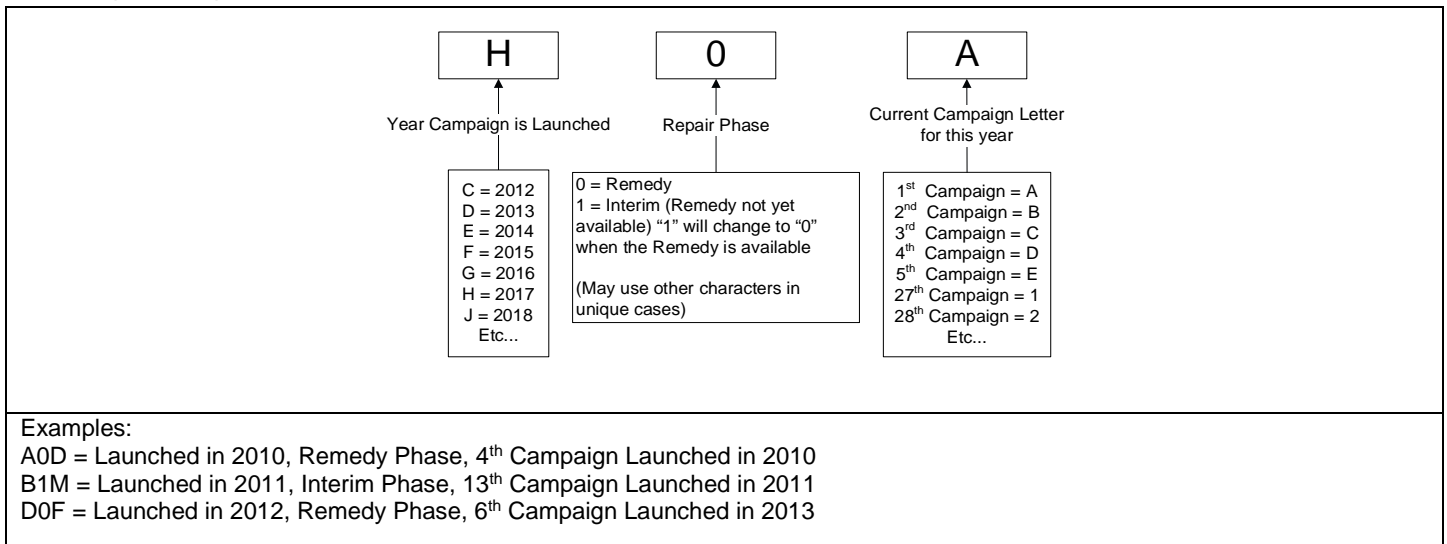 H
0
A
Year Campaign is Launched
Repair Phase
Current Campaign Letter
for this year
C = 2012
D = 2013
E = 2014
F = 2015
G = 2016
H = 2017
J = 2018
Etc...
0 = Remedy
1 = Interim (Remedy not yet
available) “1” will change to “0”
when the Remedy is available
(May use other characters in
unique cases)
1st Campaign = A
2nd Campaign = B
3rd Campaign = C
4th Campaign = D
5th Campaign = E
27th Campaign = 1
28th Campaign = 2
Etc...
Examples:
A0D = Launched in 2010, Remedy Phase, 4th Campaign Launched in 2010
B1M = Launched in 2011, Interim Phase, 13th Campaign Launched in 2011
D0F = Launched in 2012, Remedy Phase, 6th Campaign Launched in 2013